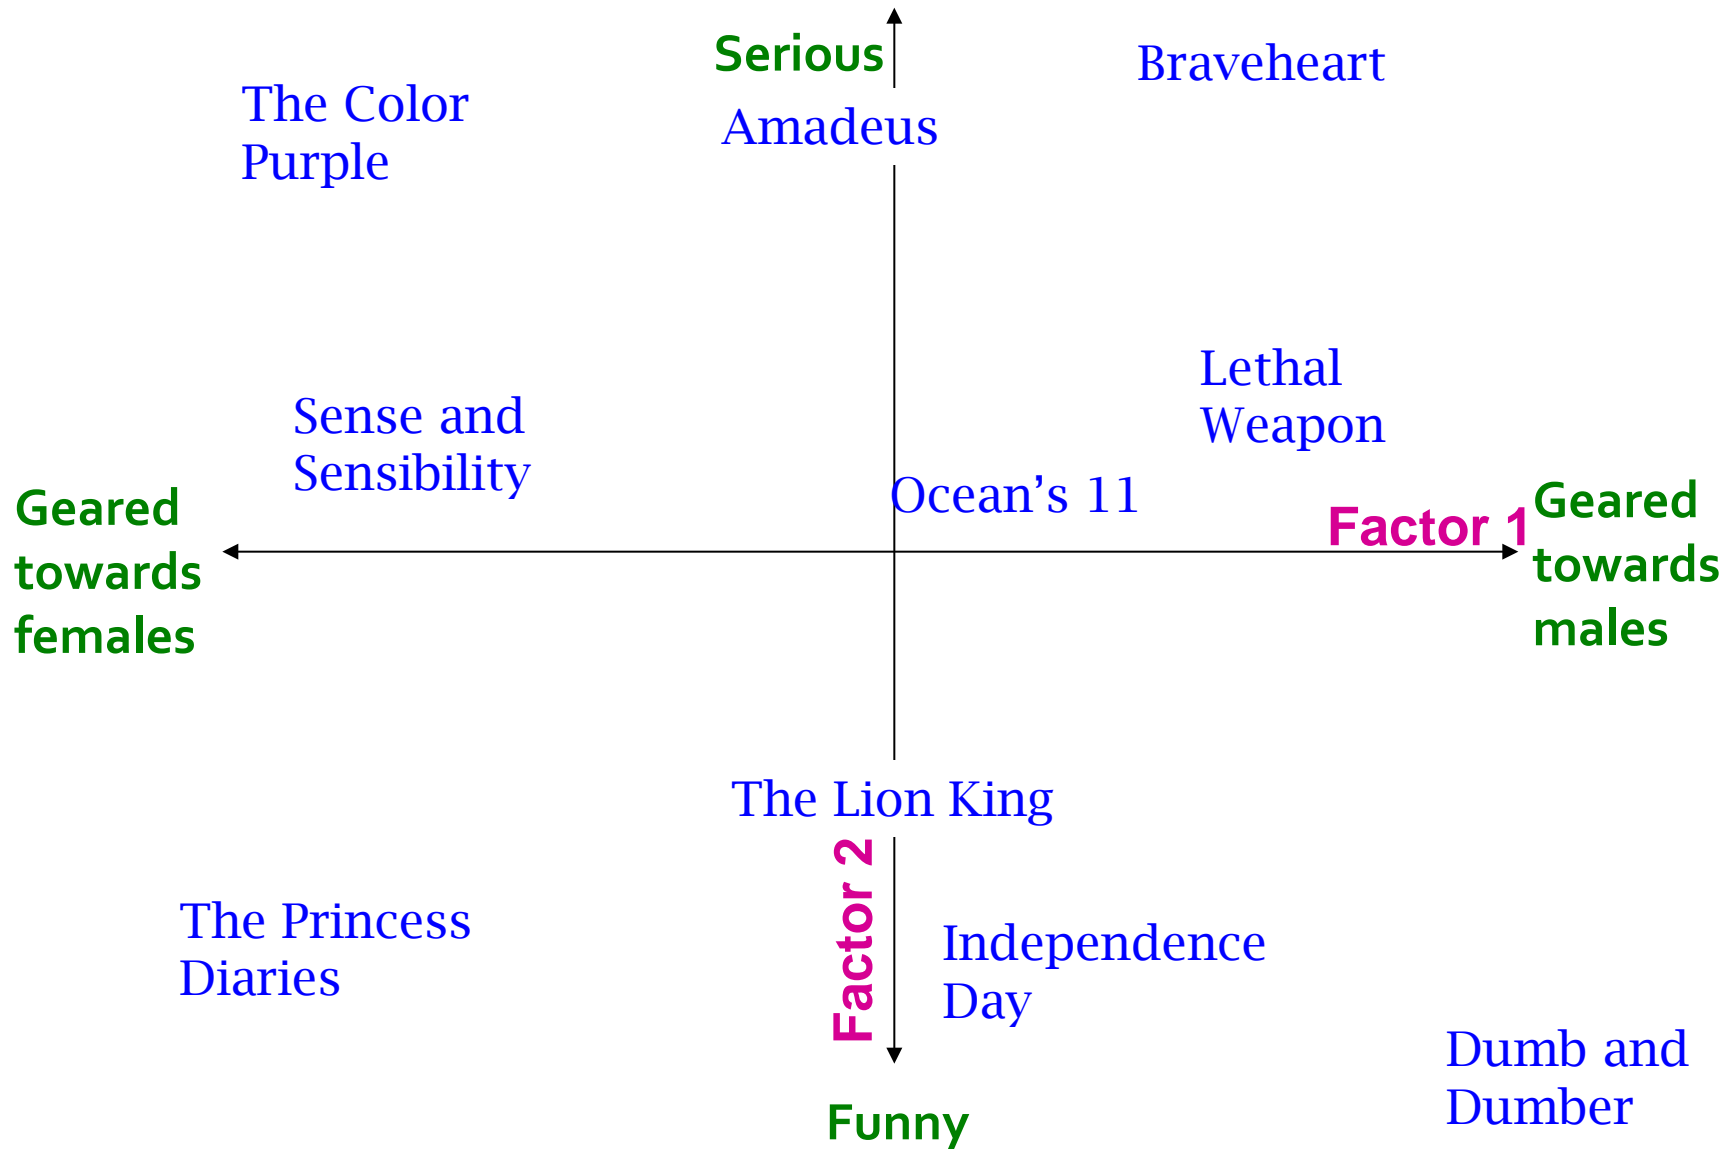 Serious
Braveheart
The Color
Purple
Amadeus
Lethal
Weapon
Sense and
Sensibility
Ocean’s 11
Geared
towards
females
Factor 1
Geared
towards
males
The Lion King
Factor 2
The Princess
Diaries
Independence
Day
Dumb and
Dumber
Funny